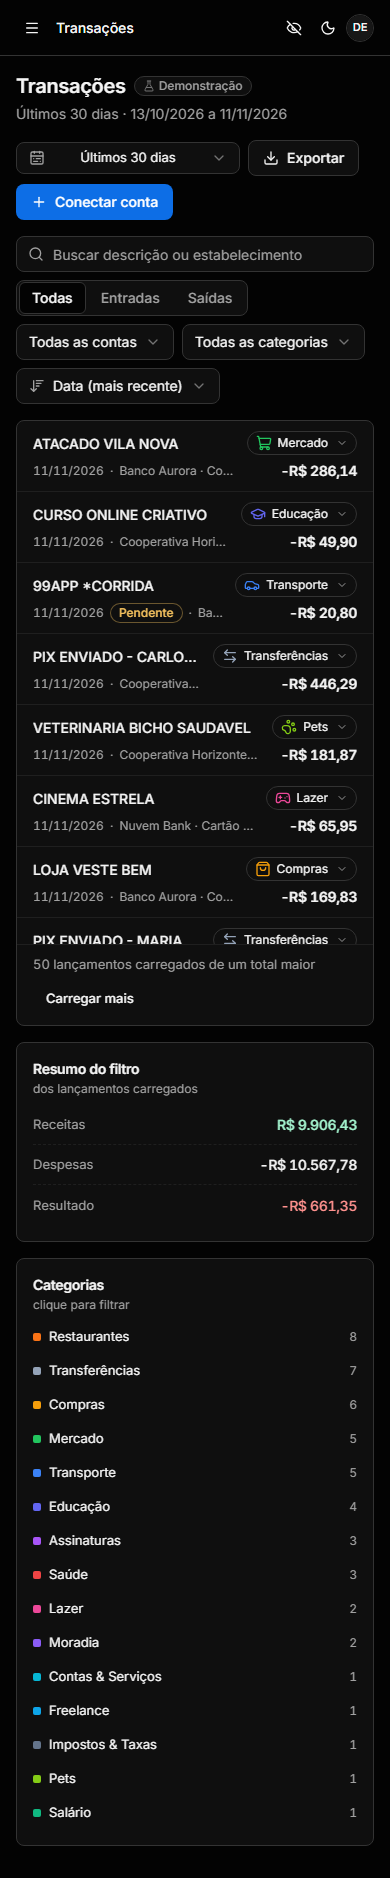 Transações
DE
Transações Demonstração
Últimos 30 dias · 13/10/2026 a 11/11/2026
Últimos 30 dias
Exportar
Conectar conta
Buscar descrição ou estabelecimento
Todas Entradas Saídas
Todas as contas Todas as categorias
Data (mais recente)
ATACADO VILA NOVA Mercado
11/11/2026 · Banco Aurora · Co... -R$ 286,14
CURSO ONLINE CRIATIVO Educação
11/11/2026 · Cooperativa Hori... -R$ 49,90
99APP *CORRIDA Transporte
11/11/2026 Pendente · Ba... -R$ 20,80
PIX ENVIADO - CARLO... Transferências
11/11/2026 · Cooperativa... -R$ 446,29
VETERINARIA BICHO SAUDAVEL Pets
11/11/2026 · Cooperativa Horizonte... -R$ 181,87
CINEMA ESTRELA Lazer
11/11/2026 · Nuvem Bank · Cartão ... -R$ 65,95
LOJA VESTE BEM Compras
11/11/2026 · Banco Aurora · Co... -R$ 169,83
PIX ENVIADO - MARIA Transferências
50 lançamentos carregados de um total maior
Carregar mais
Resumo do filtro
dos lançamentos carregados
Receitas R$ 9.906,43
Despesas -R$ 10.567,78
Resultado -R$ 661,35
Categorias
clique para filtrar
Restaurantes 8
Transferências 7
Compras 6
Mercado 5
Transporte 5
Educação 4
Assinaturas 3
Saúde 3
Lazer 2
Moradia 2
Contas & Serviços 1
Freelance 1
Impostos & Taxas 1
Pets 1
Salário 1